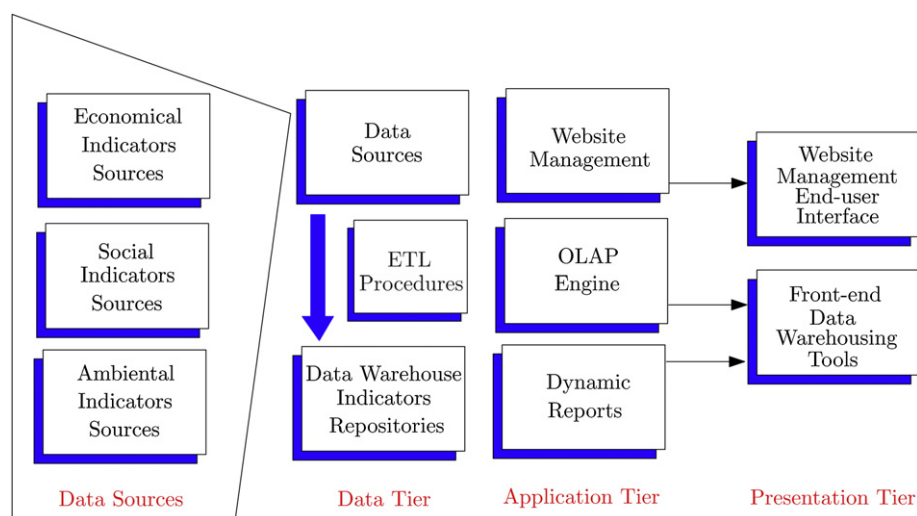 Economical
Indicators
Sources
Social
Indicators
Sources
Ambiental
Indicators
Sources
Data Sources
Data
Sources
ETL
Procedures
Data Warehouse
Indicators
Repositories
Data Tier
Website
Management
OLAP
Engine
Dynamic
Reports
Application Tier
Website
Management
End-user
Interface
Front-end
Data
Warehousing
Tools
Presentation Tier